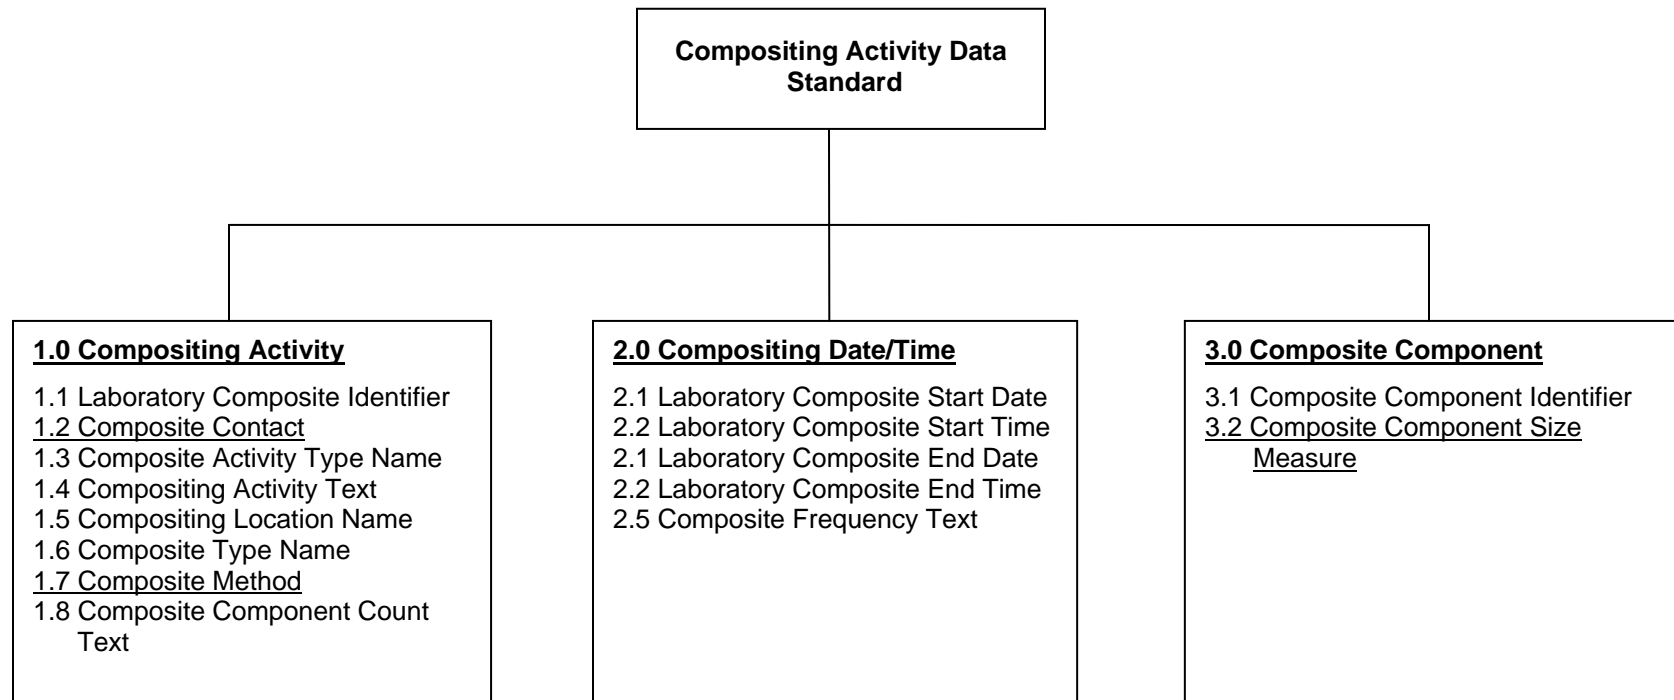 Compositing Activity Data
Standard
1.0 Compositing Activity
1.1 Laboratory Composite Identifier
1.2 Composite Contact
1.3 Composite Activity Type Name
1.4 Compositing Activity Text
1.5 Compositing Location Name
1.6 Composite Type Name
1.7 Composite Method
1.8 Composite Component Count
Text
2.0 Compositing Date/Time
2.1 Laboratory Composite Start Date
2.2 Laboratory Composite Start Time
2.1 Laboratory Composite End Date
2.2 Laboratory Composite End Time
2.5 Composite Frequency Text
3.0 Composite Component
3.1 Composite Component Identifier
3.2 Composite Component Size
Measure